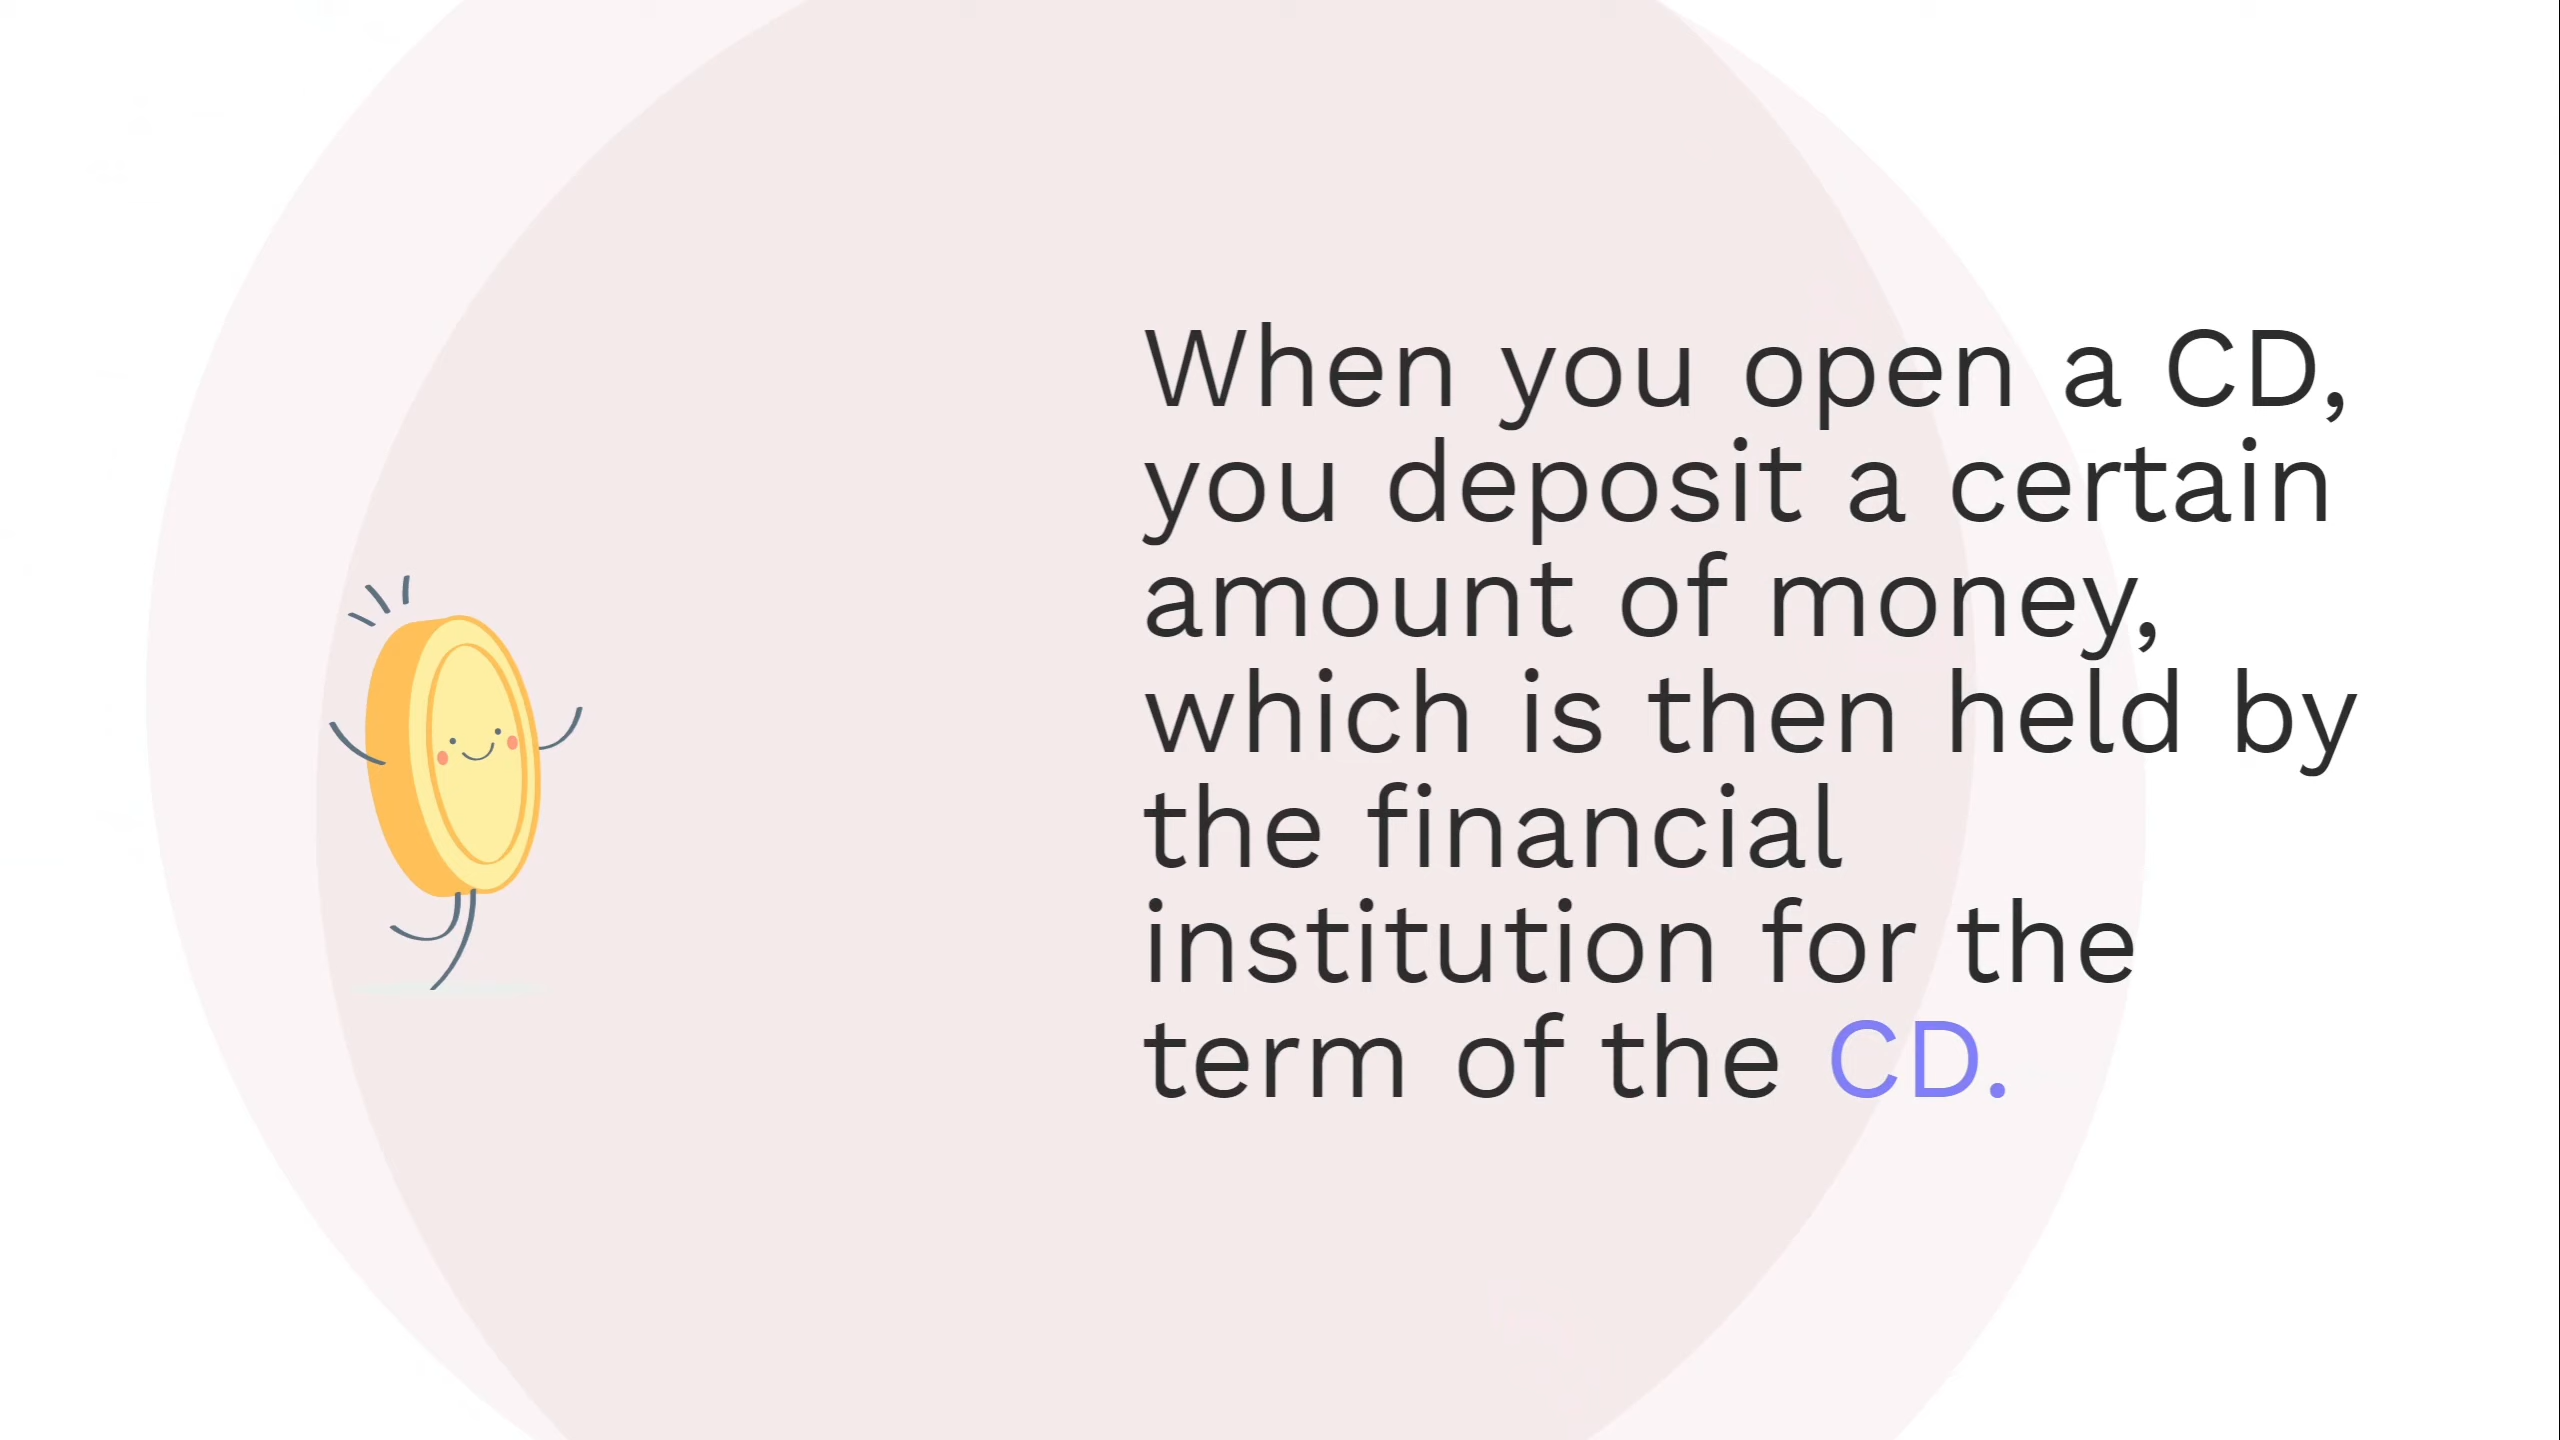 When you open a CD,
you deposit a certain
amount of money,
which is then held by
the financial
institution for the
term of the CD.